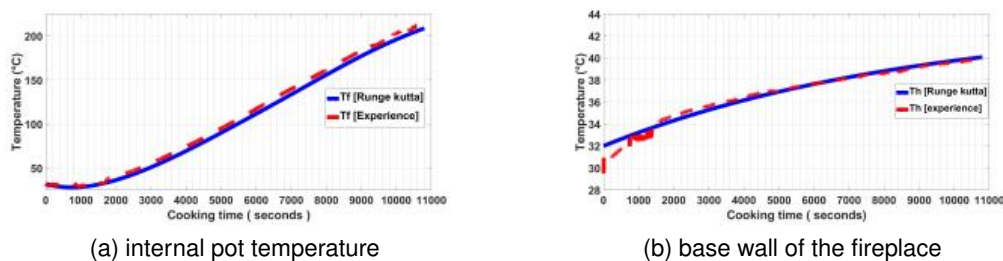 200
150
100
50
Temperature (°C)
Tf [Runge kutta]
Tf [Experience]
0 1000 2000 3000 4000 5000 6000 7000 8000 9000 10000 11000
Cooking time ( seconds )
(a) internal pot temperature
44
42
40
38
36
34
32
30
28
Temperature (°C)
Th [Runge kutta]
Th [experience]
0 1000 2000 3000 4000 5000 6000 7000 8000 9000 10000 11000
Cooking time ( seconds)
(b) base wall of the fireplace